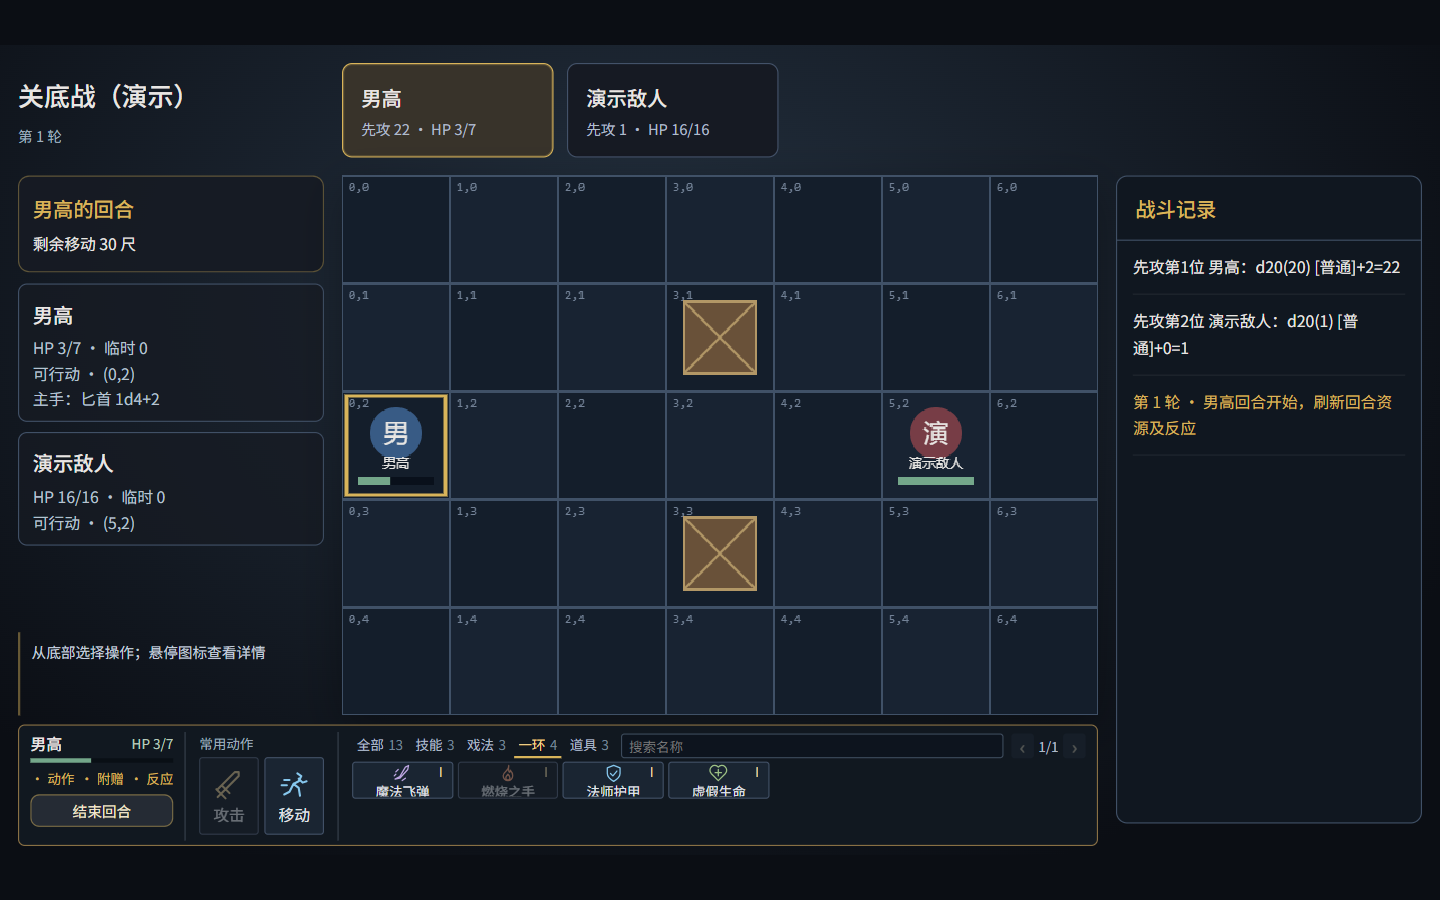 关底战（演示）
第 1 轮
男高
先攻 22 · HP 3/7
演示敌人
先攻 1 · HP 16/16
男高的回合
剩余移动 30 尺
男高
HP 3/7 · 临时 0
可行动 · (0,2)
主手：匕首 1d4+2
演示敌人
HP 16/16 · 临时 0
可行动 · (5,2)
从底部选择操作；悬停图标查看详情
0,0 1,0 2,0 3,0 4,0 5,0 6,0
0,1 1,1 2,1 3,1 4,1 5,1 6,1
0,2 1,2 2,2 3,2 4,2 5,2 6,2
男 演
男高 演示敌人
0,3 1,3 2,3 3,3 4,3 5,3 6,3
0,4 1,4 2,4 3,4 4,4 5,4 6,4
战斗记录
先攻第1位 男高：d20(20) [普通]+2=22
先攻第2位 演示敌人：d20(1) [普
通]+0=1
第 1 轮 · 男高回合开始，刷新回合资
源及反应
男高 HP 3/7
· 动作 · 附赠 · 反应
结束回合
常用动作
攻击 移动
全部 13 技能 3 戏法 3 一环 4 道具 3 搜索名称 ‹ 1/1 ›
I I I I
魔法飞弹 燃烧之手 法师护甲 虚假生命